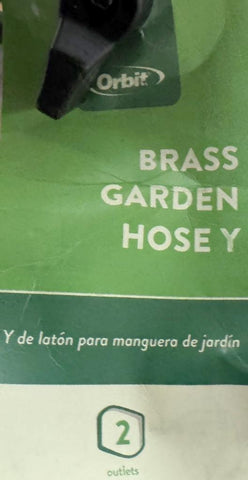 Orbit
BRASS
GARDEN
HOSE Y
Y de latón para manguera de jardín
2
outlets